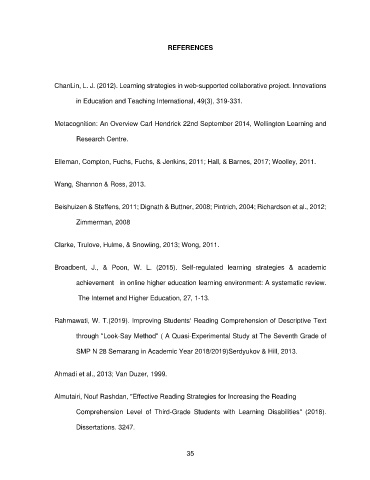 REFERENCES
ChanLin, L. J. (2012). Learning strategies in web-supported collaborative project. Innovations
in Education and Teaching International, 49(3), 319-331.
Metacognition: An Overview Carl Hendrick 22nd September 2014, Wellington Learning and
Research Centre.
Elleman, Compton, Fuchs, Fuchs, & Jenkins, 2011; Hall, & Barnes, 2017; Woolley, 2011.
Wang, Shannon & Ross, 2013.
Beishuizen & Steffens, 2011; Dignath & Buttner, 2008; Pintrich, 2004; Richardson et al., 2012;
Zimmerman, 2008
Clarke, Trulove, Hulme, & Snowling, 2013; Wong, 2011.
Broadbent, J., & Poon, W. L. (2015). Self-regulated learning strategies & academic
achievement in online higher education learning environment: A systematic review.
The Internet and Higher Education, 27, 1-13.
Rahmawati, W. T.(2019). Improving Students' Reading Comprehension of Descriptive Text
through "Look-Say Method" ( A Quasi-Experimental Study at The Seventh Grade of
SMP N 28 Semarang in Academic Year 2018/2019)Serdyukov & Hill, 2013.
Ahmadi et al., 2013; Van Duzer, 1999.
Almutairi, Nouf Rashdan, "Effective Reading Strategies for Increasing the Reading
Comprehension Level of Third-Grade Students with Learning Disabilities" (2018).
Dissertations. 3247.
35